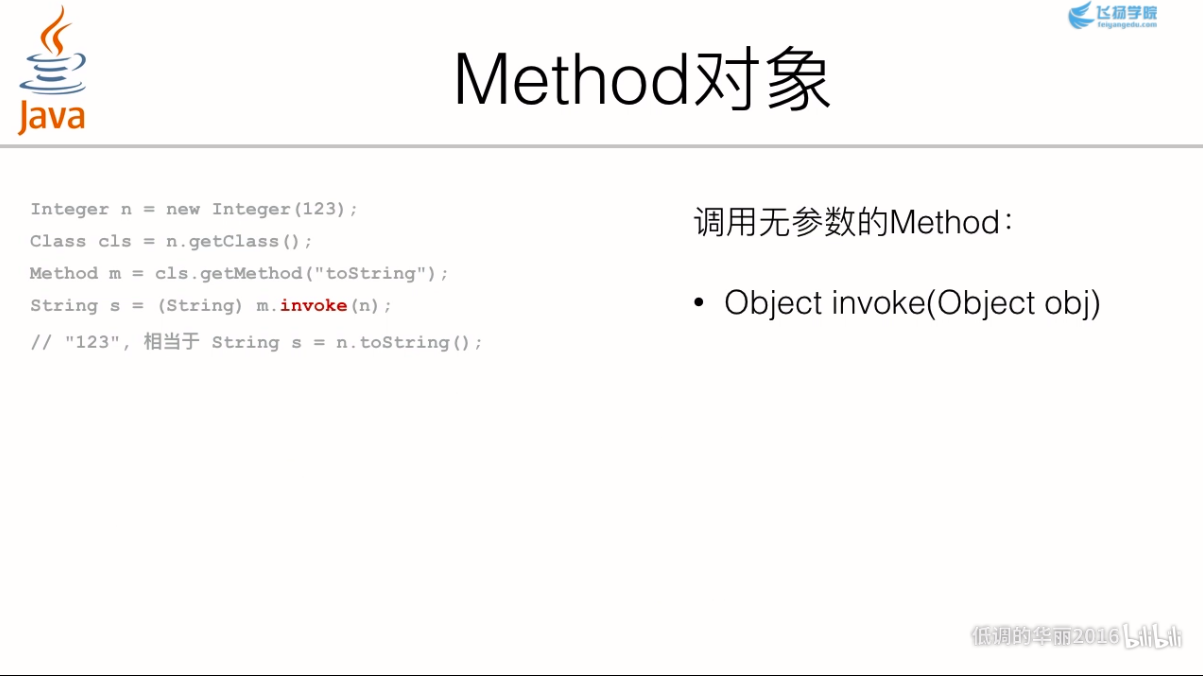 Java
飞扬学院
feiyangedu.com
Method对象
Integer n = new Integer(123);
Class cls = n.getClass();
Method m = cls.getMethod("toString");
String s = (String) m.invoke(n);
// "123", 相当于 String s = n.toString();
调用无参数的Method：
• Object invoke(Object obj)
低调的华丽2016 bilibili